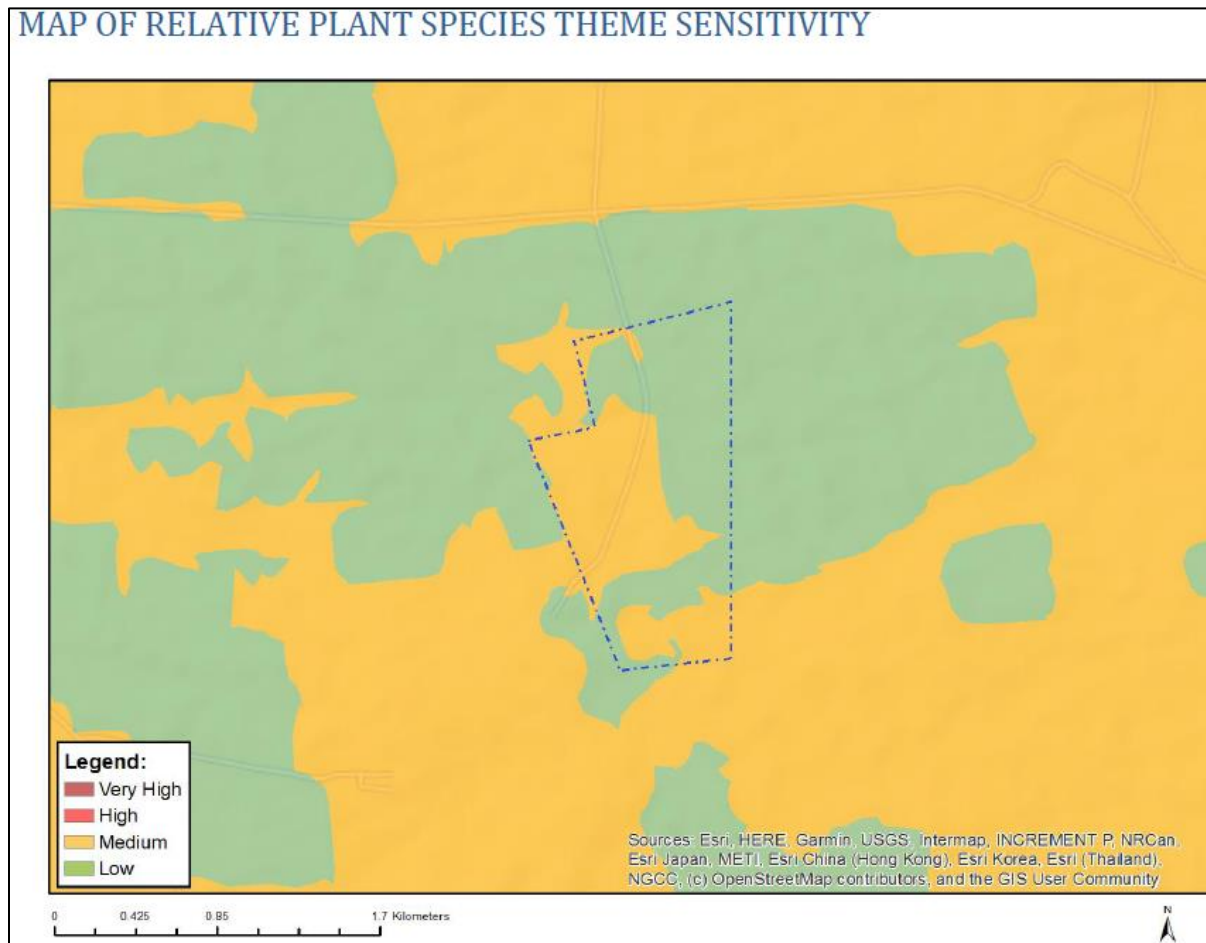 MAP OF RELATIVE PLANT SPECIES THEME SENSITIVITY
Legend:
Very High
High
Medium
Low
Sources: Esri, HERE, Garmin, USGS, Intermap, INCREMENT P, NRCan,
Esri Japan, METI, Esri China (Hong Kong), Esri Korea, Esri (Thailand),
NGCC, (c) OpenStreetMap contributors, and the GIS User Community
0 0.425 0.85 1.7 Kilometers
N